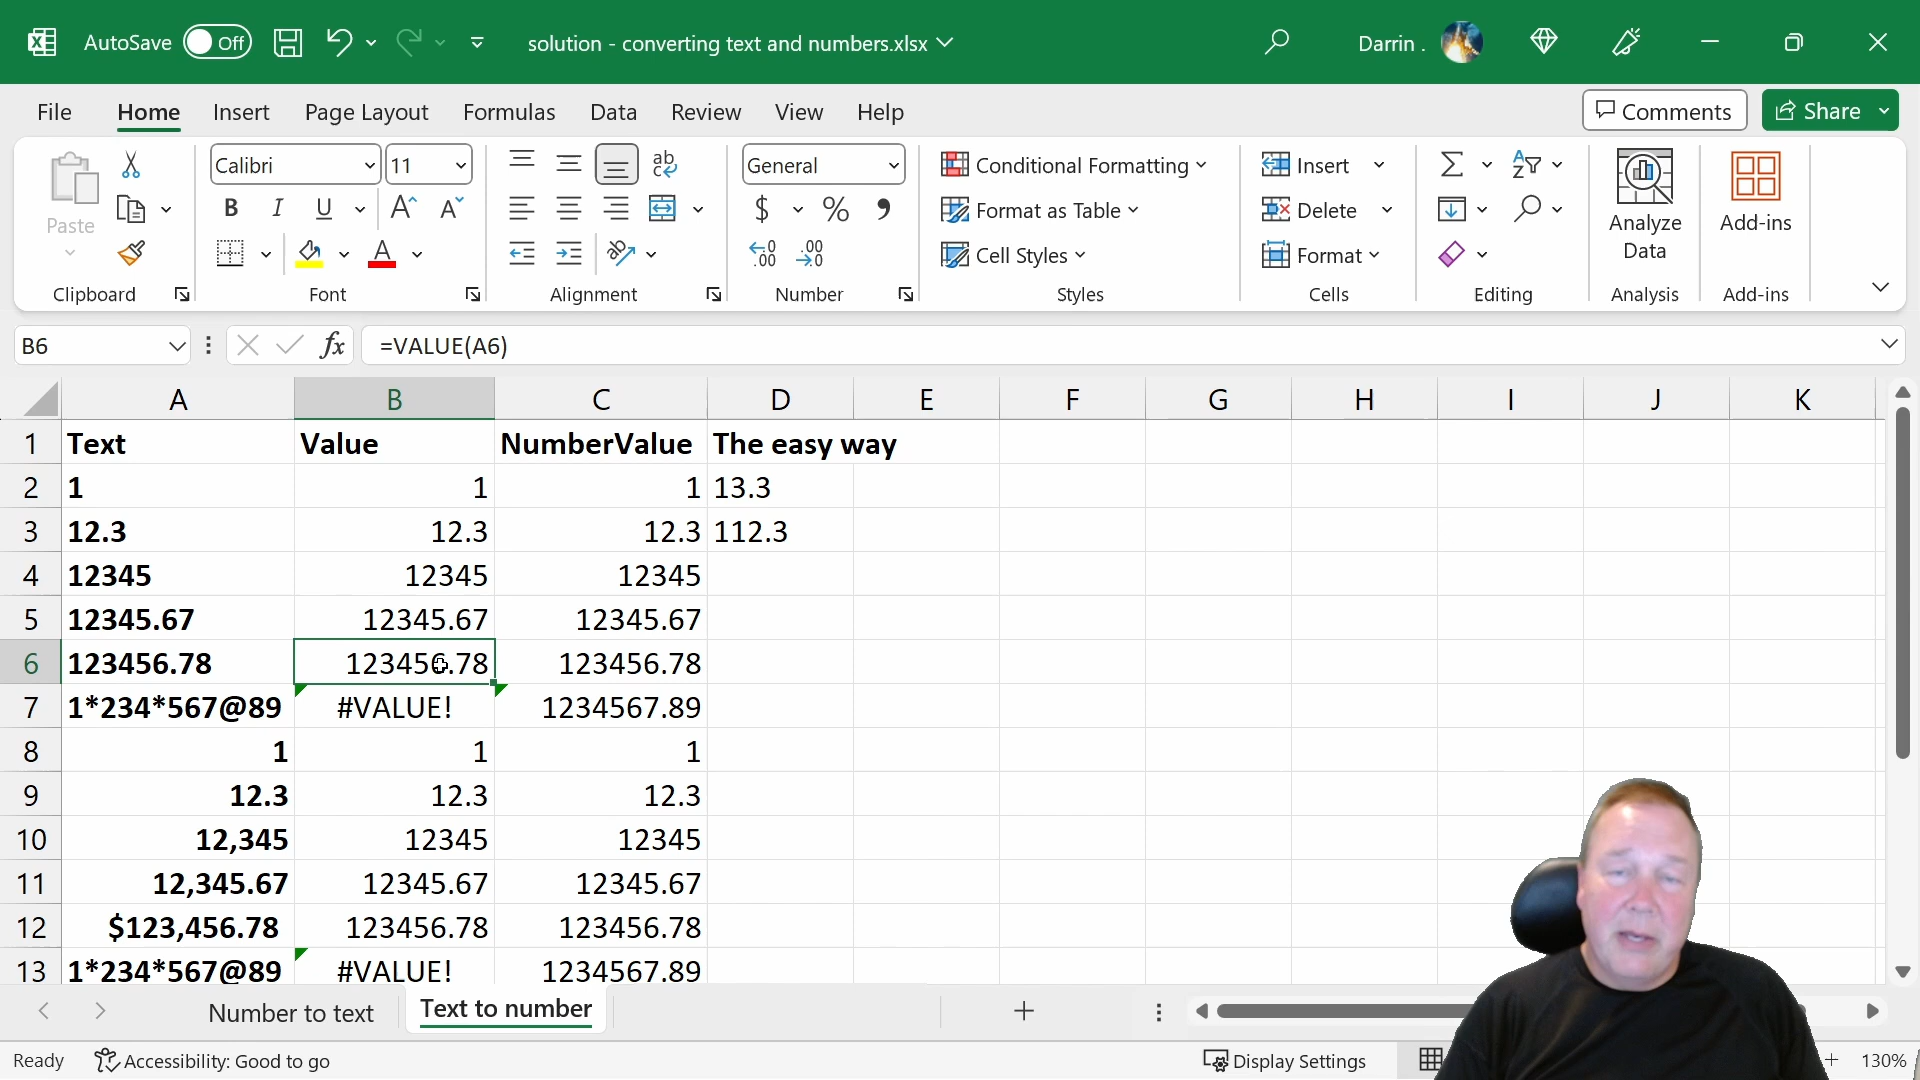 AutoSave Off solution - converting text and numbers.xlsx Darrin .
File Home Insert Page Layout Formulas Data Review View Help Comments Share
Paste Calibri 11 General Conditional Formatting Insert
B I U Format as Table Delete Analyze Data Add-ins
Cell Styles Format
Clipboard Font Alignment Number Styles Cells Editing Analysis Add-ins
B6 fx =VALUE(A6)
A B C D E F G H I J K
1 Text Value NumberValue The easy way
2 1 1 1 13.3
3 12.3 12.3 12.3 112.3
4 12345 12345 12345
5 12345.67 12345.67 12345.67
6 123456.78 123456.78 123456.78
7 1*234*567@89 #VALUE! 1234567.89
8 1 1 1
9 12.3 12.3 12.3
10 12,345 12345 12345
11 12,345.67 12345.67 12345.67
12 $123,456.78 123456.78 123456.78
13 1*234*567@89 #VALUE! 1234567.89
Number to text Text to number
Ready Accessibility: Good to go Display Settings 130%